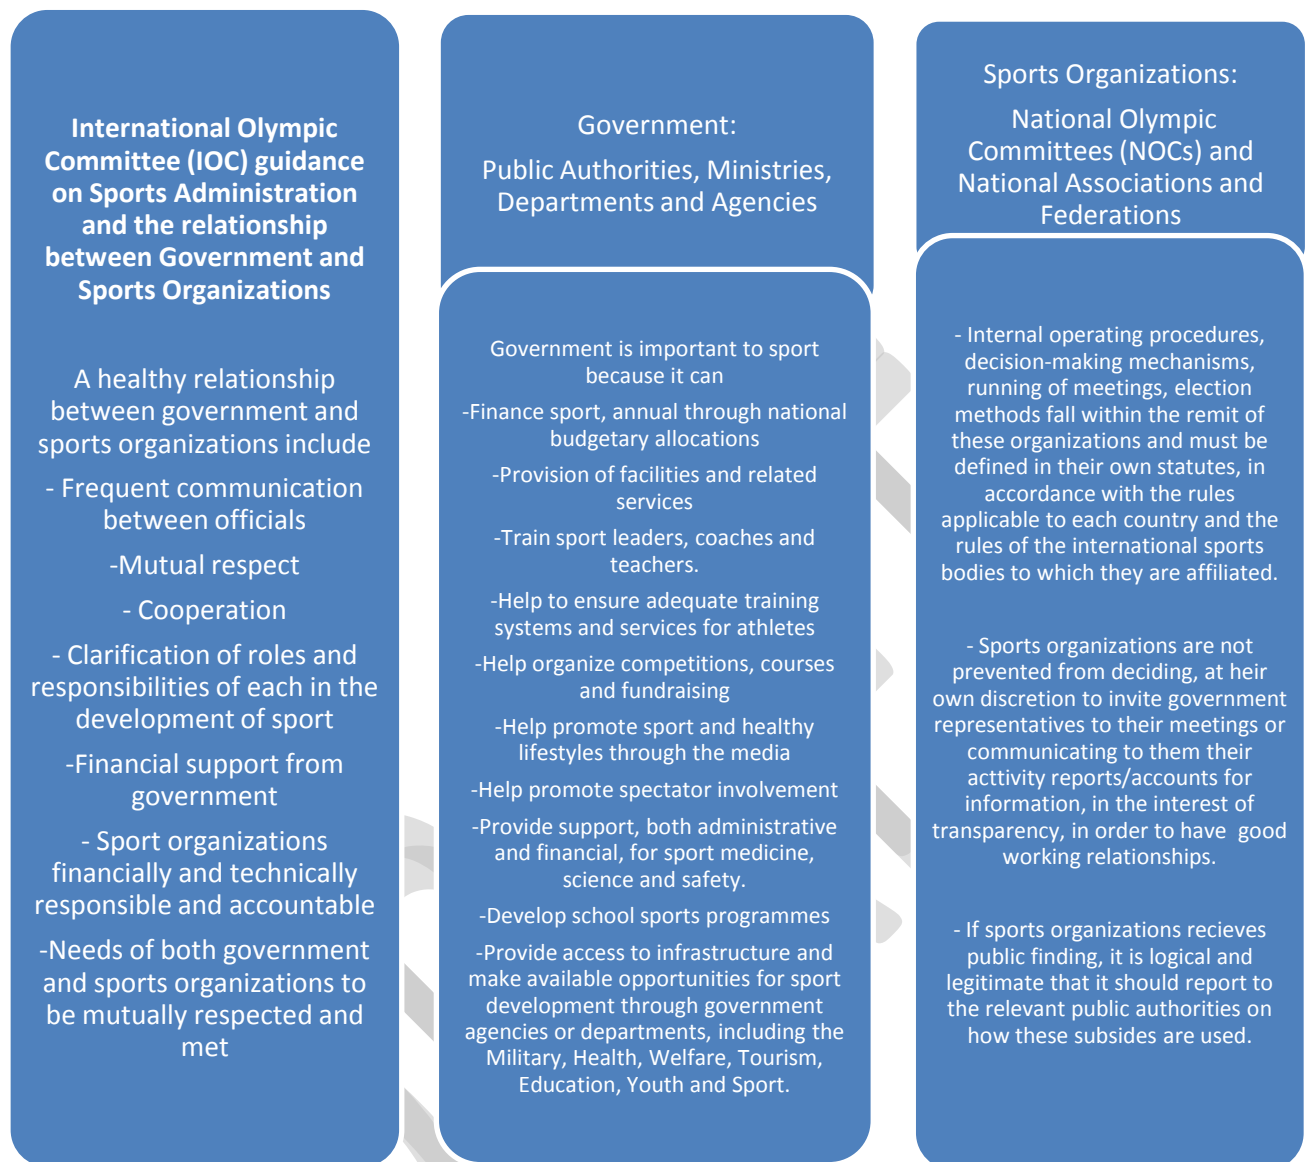 International Olympic
Committee (IOC) guidance
on Sports Administration
and the relationship
between Government and
Sports Organizations
A healthy relationship
between government and
sports organizations include
- Frequent communication
between officials
-Mutual respect
- Cooperation
- Clarification of roles and
responsibilities of each in the
development of sport
-Financial support from
government
- Sport organizations
financially and technically
responsible and accountable
-Needs of both government
and sports organizations to
be mutually respected and
met
Government:
Public Authorities, Ministries,
Departments and Agencies
Government is important to sport
because it can
-Finance sport, annual through national
budgetary allocations
-Provision of facilities and related
services
-Train sport leaders, coaches and
teachers.
-Help to ensure adequate training
systems and services for athletes
-Help organize competitions, courses
and fundraising
-Help promote sport and healthy
lifestyles through the media
-Help promote spectator involvement
-Provide support, both administrative
and financial, for sport medicine,
science and safety.
-Develop school sports programmes
-Provide access to infrastructure and
make available opportunities for sport
development through government
agencies or departments, including the
Military, Health, Welfare, Tourism,
Education, Youth and Sport.
Sports Organizations:
National Olympic
Committees (NOCs) and
National Associations and
Federations
- Internal operating procedures,
decision-making mechanisms,
running of meetings, election
methods fall within the remit of
these organizations and must be
defined in their own statutes, in
accordance with the rules
applicable to each country and the
rules of the international sports
bodies to which they are affiliated.
- Sports organizations are not
prevented from deciding, at heir
own discretion to invite government
representatives to their meetings or
communicating to them their
acttivity reports/accounts for
information, in the interest of
transparency, in order to have  good
working relationships.
- If sports organizations recieves
public finding, it is logical and
legitimate that it should report to
the relevant public authorities on
how these subsides are used.